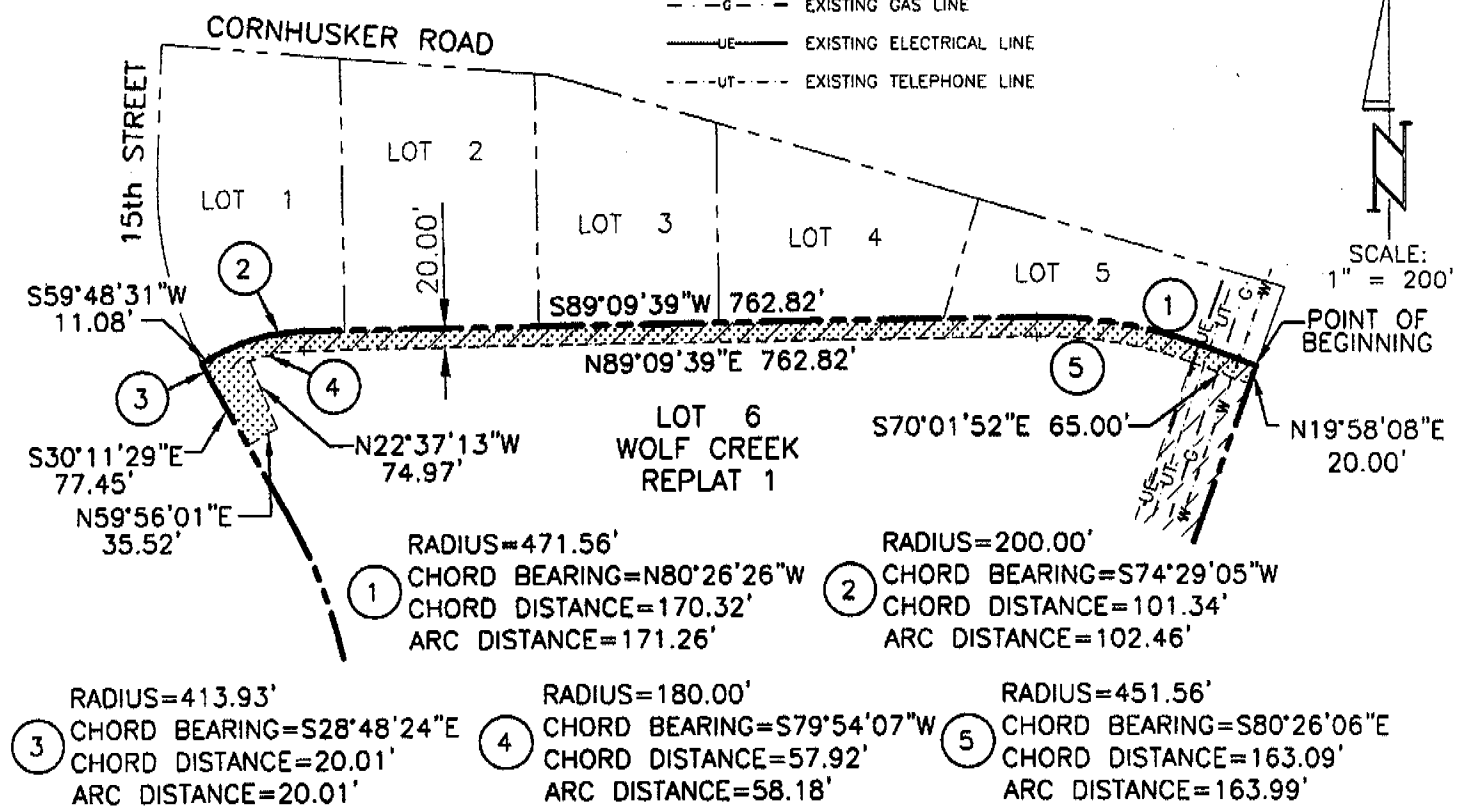 — · —G— · — EXISTING GAS LINE
CORNHUSKER ROAD
UE EXISTING ELECTRICAL LINE
15th STREET
— · —UT— · — EXISTING TELEPHONE LINE
LOT 1
LOT 2
LOT 3
LOT 4
LOT 5
N
SCALE:
1" = 200'
20.00'
2
S59°48'31"W
11.08'
S89°09'39"W 762.82'
1
UE
UT
G
W
POINT OF
BEGINNING
3
4
N89°09'39"E 762.82'
5
S30°11'29"E
77.45'
N22°37'13"W
74.97'
LOT 6
WOLF CREEK
REPLAT 1
S70°01'52"E 65.00'
N19°58'08"E
20.00'
W
G
UT
UE
W
N59°56'01"E
35.52'
1
RADIUS=471.56'
CHORD BEARING=N80°26'26"W
CHORD DISTANCE=170.32'
ARC DISTANCE=171.26'
2
RADIUS=200.00'
CHORD BEARING=S74°29'05"W
CHORD DISTANCE=101.34'
ARC DISTANCE=102.46'
3
RADIUS=413.93'
CHORD BEARING=S28°48'24"E
CHORD DISTANCE=20.01'
ARC DISTANCE=20.01'
4
RADIUS=180.00'
CHORD BEARING=S79°54'07"W
CHORD DISTANCE=57.92'
ARC DISTANCE=58.18'
5
RADIUS=451.56'
CHORD BEARING=S80°26'06"E
CHORD DISTANCE=163.09'
ARC DISTANCE=163.99'